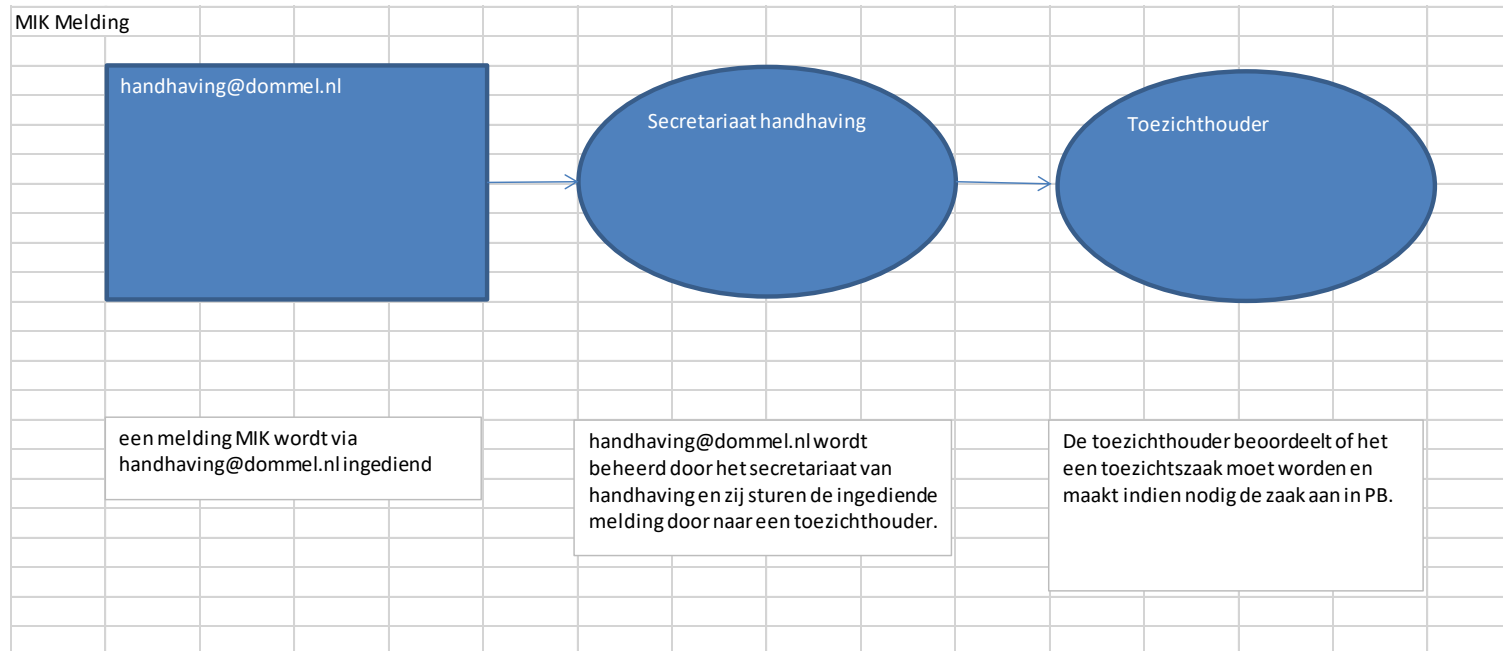 MIK Melding
handhaving@dommel.nl
Secretariaat handhaving
Toezichthouder
een melding MIK wordt via
handhaving@dommel.nl ingediend
handhaving@dommel.nl wordt
beheerd door het secretariaat van
handhaving en zij sturen de ingediende
melding door naar een toezichthouder.
De toezichthouder beoordeelt of het
een toezichtszaak moet worden en
maakt indien nodig de zaak aan in PB.